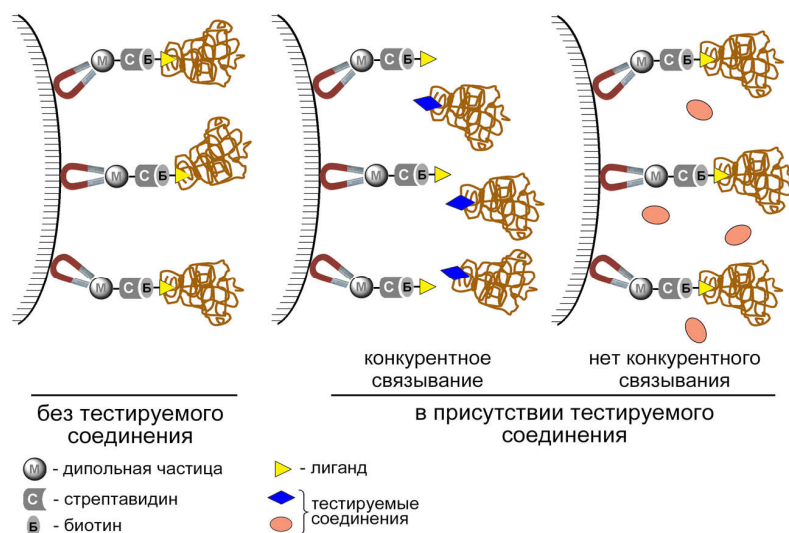 М С Б
М С Б
М С Б
М С Б
М С Б
М С Б
М С Б
М С Б
М С Б
конкурентное
связывание
нет конкурентного
связывания
без тестируемого
соединения
в присутствии тестируемого
соединения
М - дипольная частица
С - стрептавидин
Б - биотин
- лиганд
тестируемые
соединения